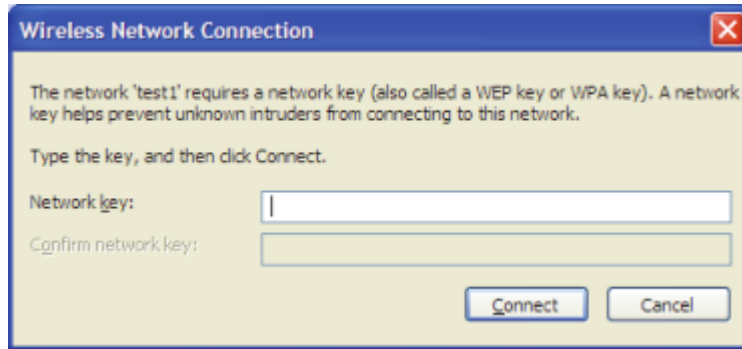 Wireless Network Connection
The network 'test1' requires a network key (also called a WEP key or WPA key). A network
key helps prevent unknown intruders from connecting to this network.
Type the key, and then click Connect.
Network key:
Confirm network key:
Connect Cancel